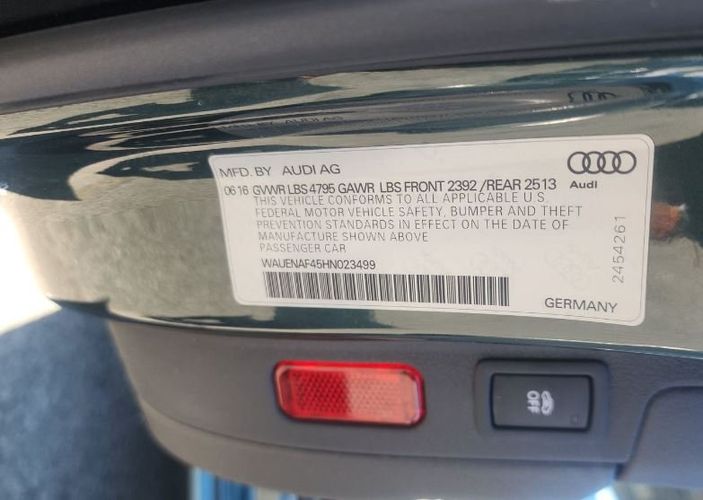 MFD. BY AUDI AG
06 16 GVWR LBS 4795 GAWR LBS FRONT 2392 /REAR 2513
Audi
THIS VEHICLE CONFORMS TO ALL APPLICABLE U.S.
FEDERAL MOTOR VEHICLE SAFETY, BUMPER AND THEFT
PREVENTION STANDARDS IN EFFECT ON THE DATE OF
MANUFACTURE SHOWN ABOVE
PASSENGER CAR
WAUENAF45HN023499
2454261
GERMANY
OFF